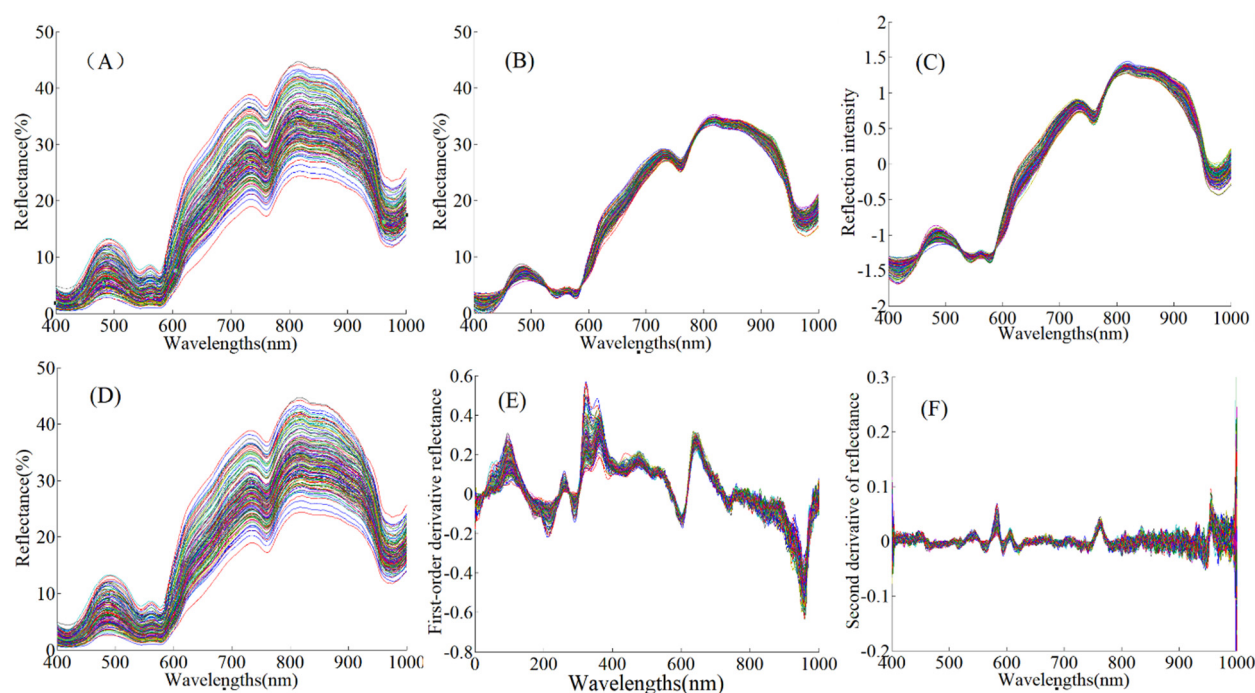 (A)
50
40
30
20
10
0
Reflectance(%)
400 500 600 700 800 900 1000
Wavelengths(nm)
(B)
50
40
30
20
10
0
Reflectance(%)
400 500 600 700 800 900 1000
Wavelengths(nm)
(C)
2
1.5
1
0.5
0
-0.5
-1
-1.5
-2
Reflection intensity
400 500 600 700 800 900 1000
Wavelengths(nm)
(D)
50
40
30
20
10
0
Reflectance(%)
400 500 600 700 800 900 1000
Wavelengths(nm)
(E)
0.6
0.4
0.2
0
-0.2
-0.4
-0.6
-0.8
First-order derivative reflectance
0 200 400 600 800 1000
Wavelengths(nm)
(F)
0.3
0.2
0.1
0
-0.1
-0.2
Second derivative of reflectance
400 500 600 700 800 900 1000
Wavelengths(nm)